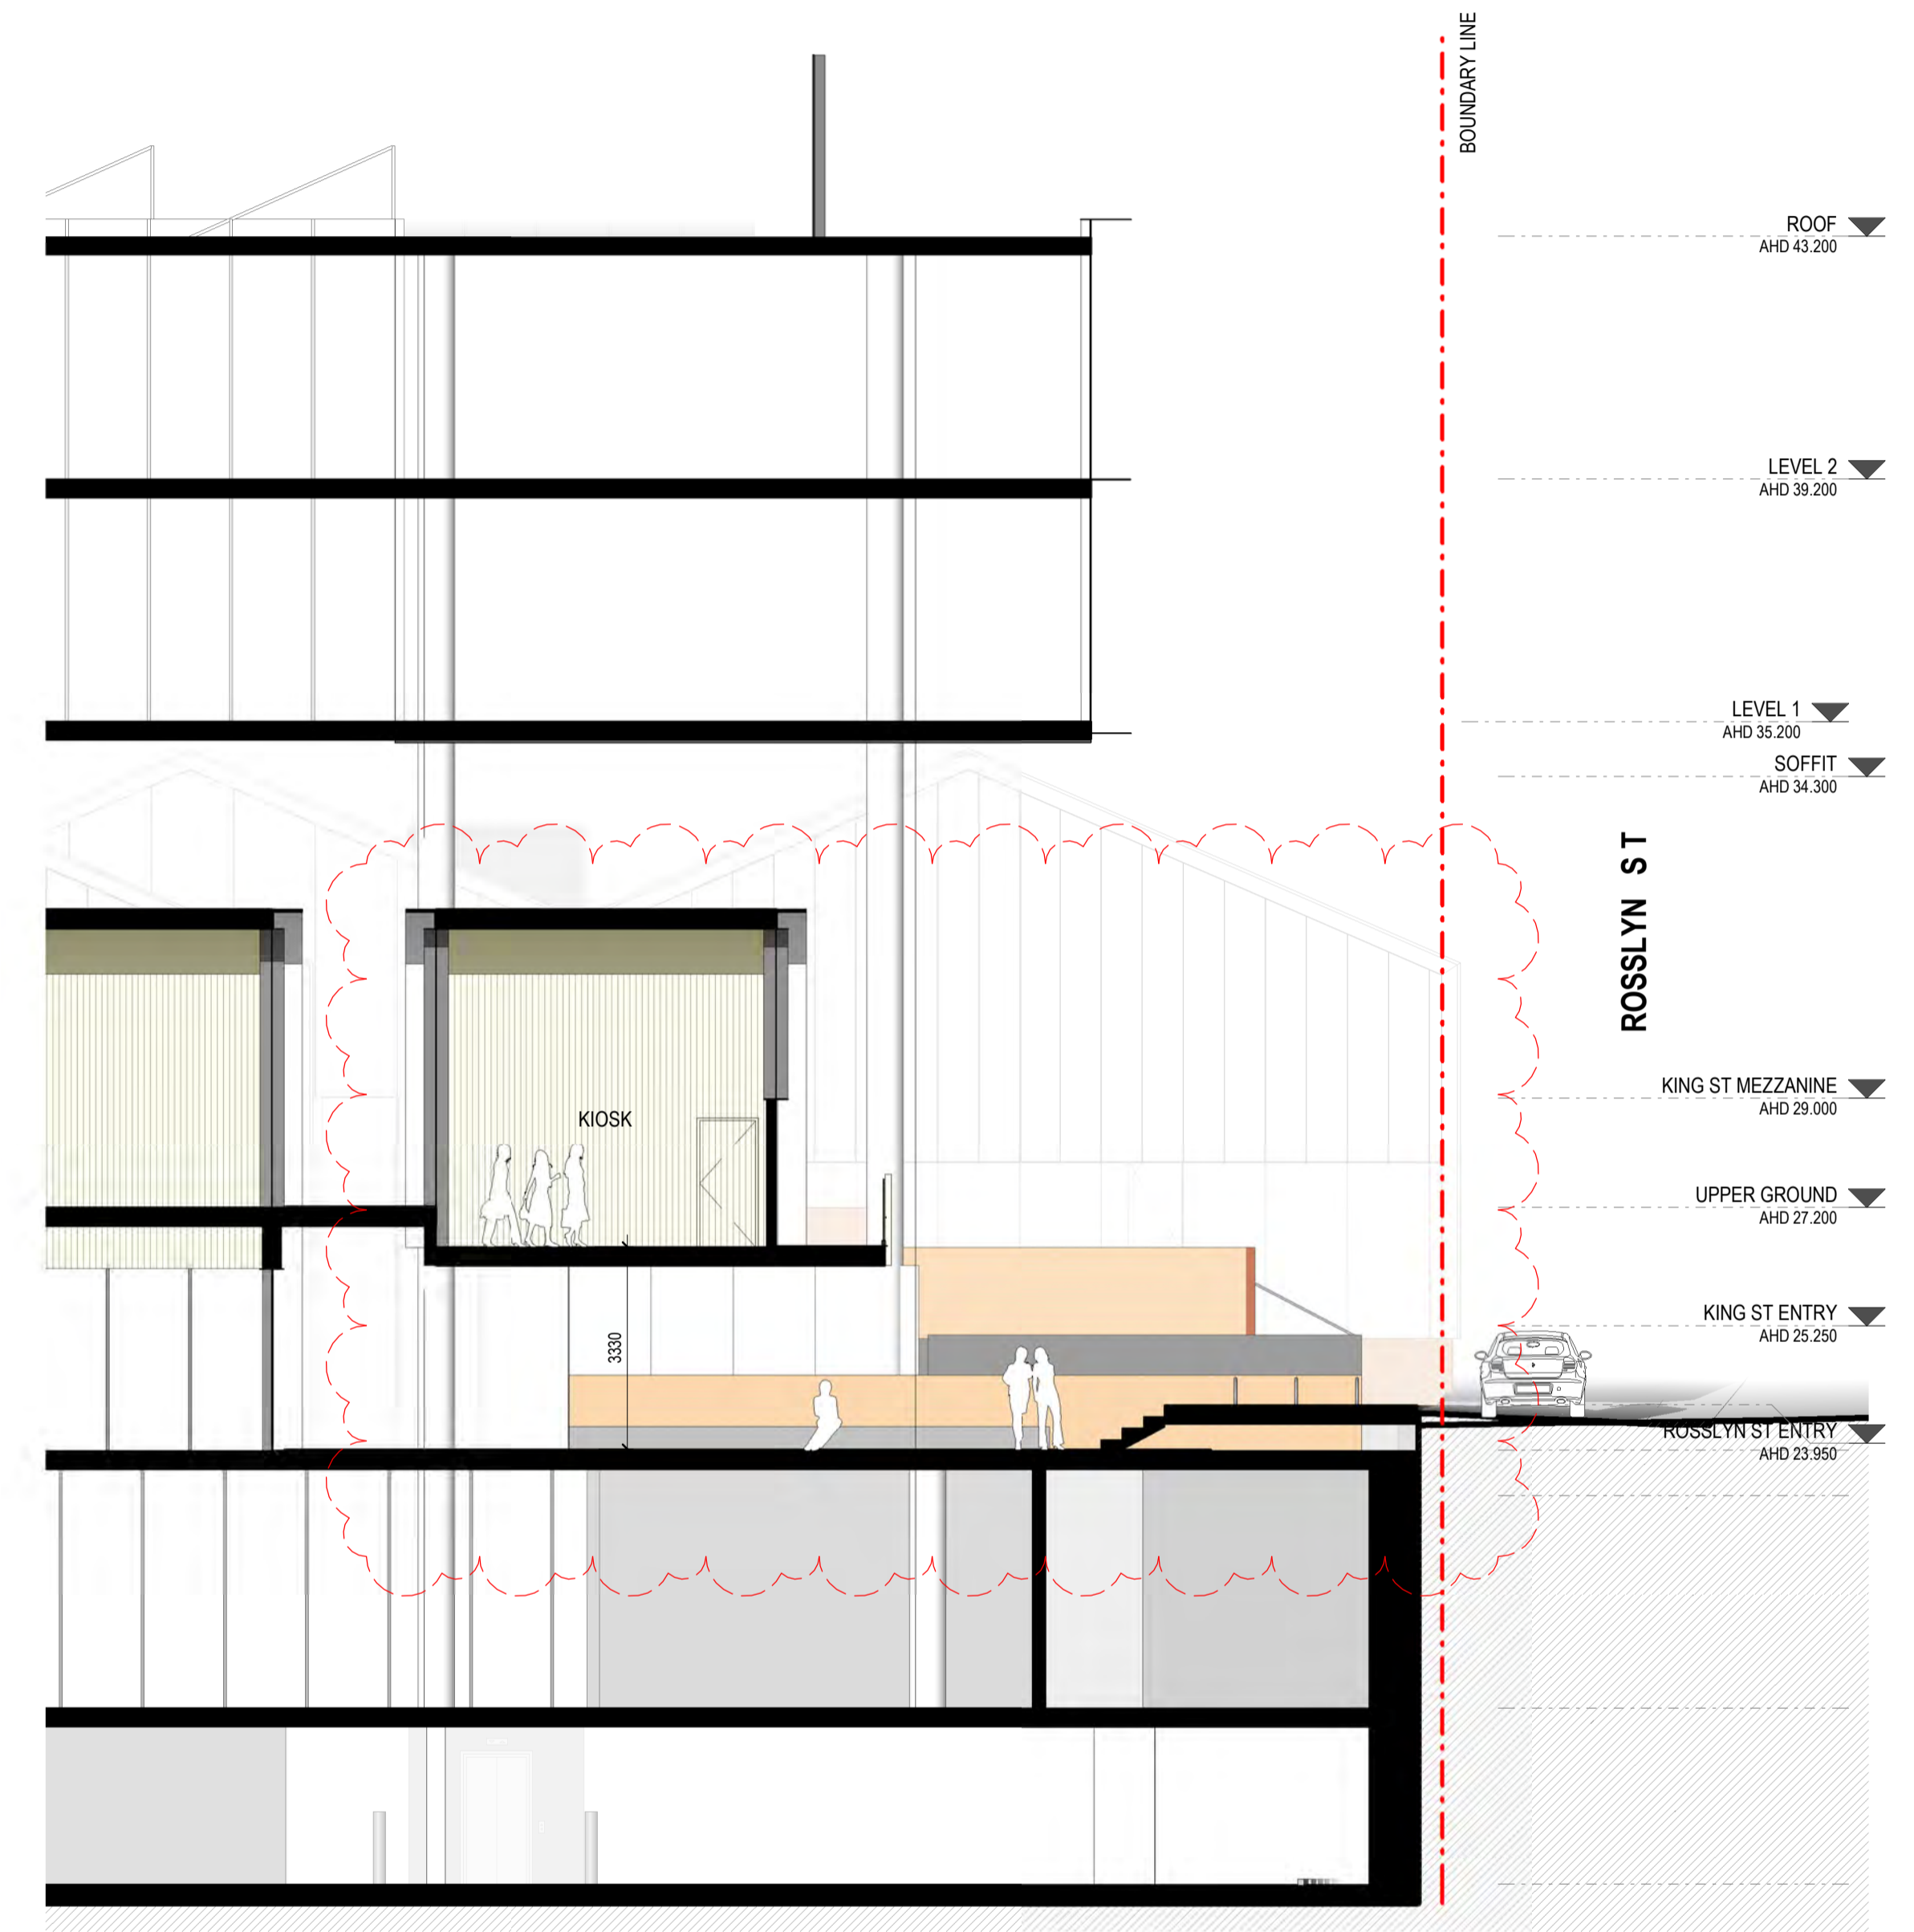 BOUNDARY LINE
ROOF
AHD 43.200
LEVEL 2
AHD 39.200
LEVEL 1
AHD 35.200
SOFFIT
AHD 34.300
ROSSLYN ST
KING ST MEZZANINE
AHD 29.000
KIOSK
UPPER GROUND
AHD 27.200
KING ST ENTRY
AHD 25.250
3330
ROSSLYN ST ENTRY
AHD 23.950